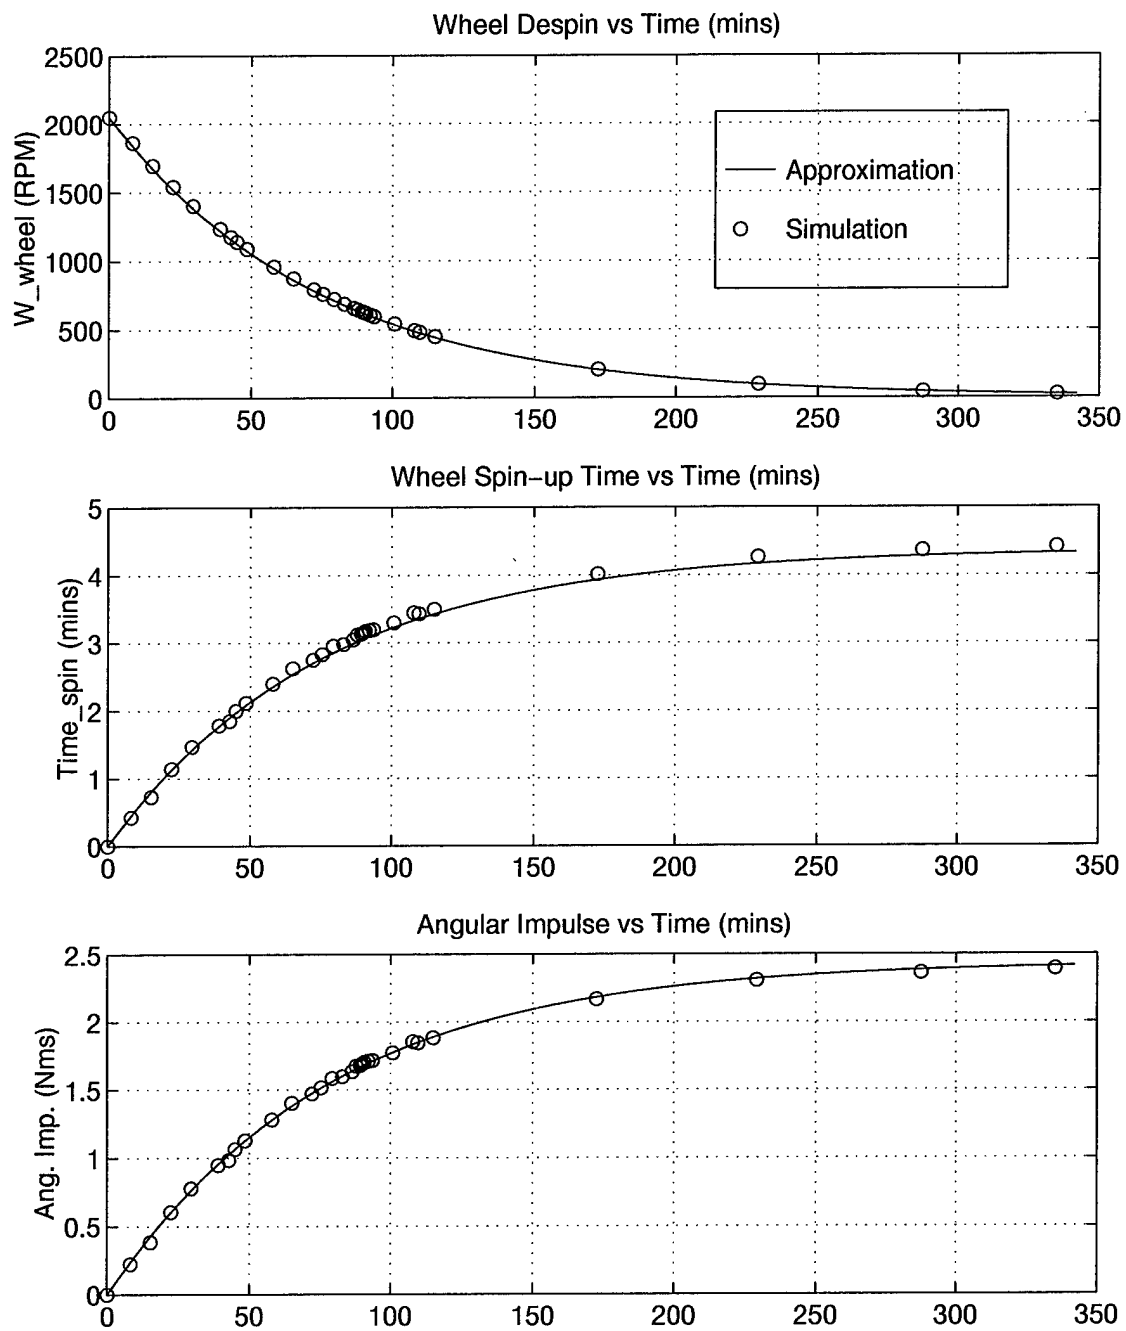 Wheel Despin vs Time (mins)
2500
2000
1500
1000
500
0
W_wheel (RPM)
Approximation
Simulation
0 50 100 150 200 250 300 350
Wheel Spin-up Time vs Time (mins)
5
4
3
2
1
0
Time_spin (mins)
0 50 100 150 200 250 300 350
Angular Impulse vs Time (mins)
2.5
2
1.5
1
0.5
0
Ang. Imp. (Nms)
0 50 100 150 200 250 300 350